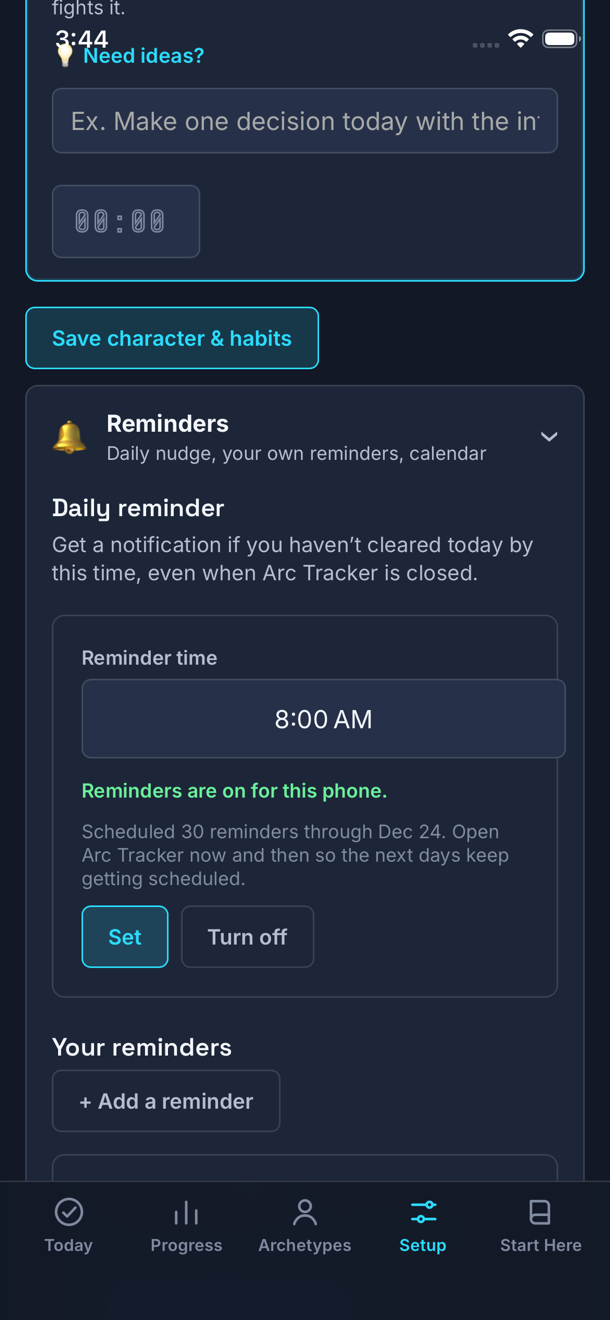 fights it.
3:44
💡 Need ideas?
Ex. Make one decision today with the in
00:00
Save character & habits
Reminders
Daily nudge, your own reminders, calendar
Daily reminder
Get a notification if you haven’t cleared today by
this time, even when Arc Tracker is closed.
Reminder time
8:00 AM
Reminders are on for this phone.
Scheduled 30 reminders through Dec 24. Open
Arc Tracker now and then so the next days keep
getting scheduled.
Set
Turn off
Your reminders
+ Add a reminder
Today
Progress
Archetypes
Setup
Start Here